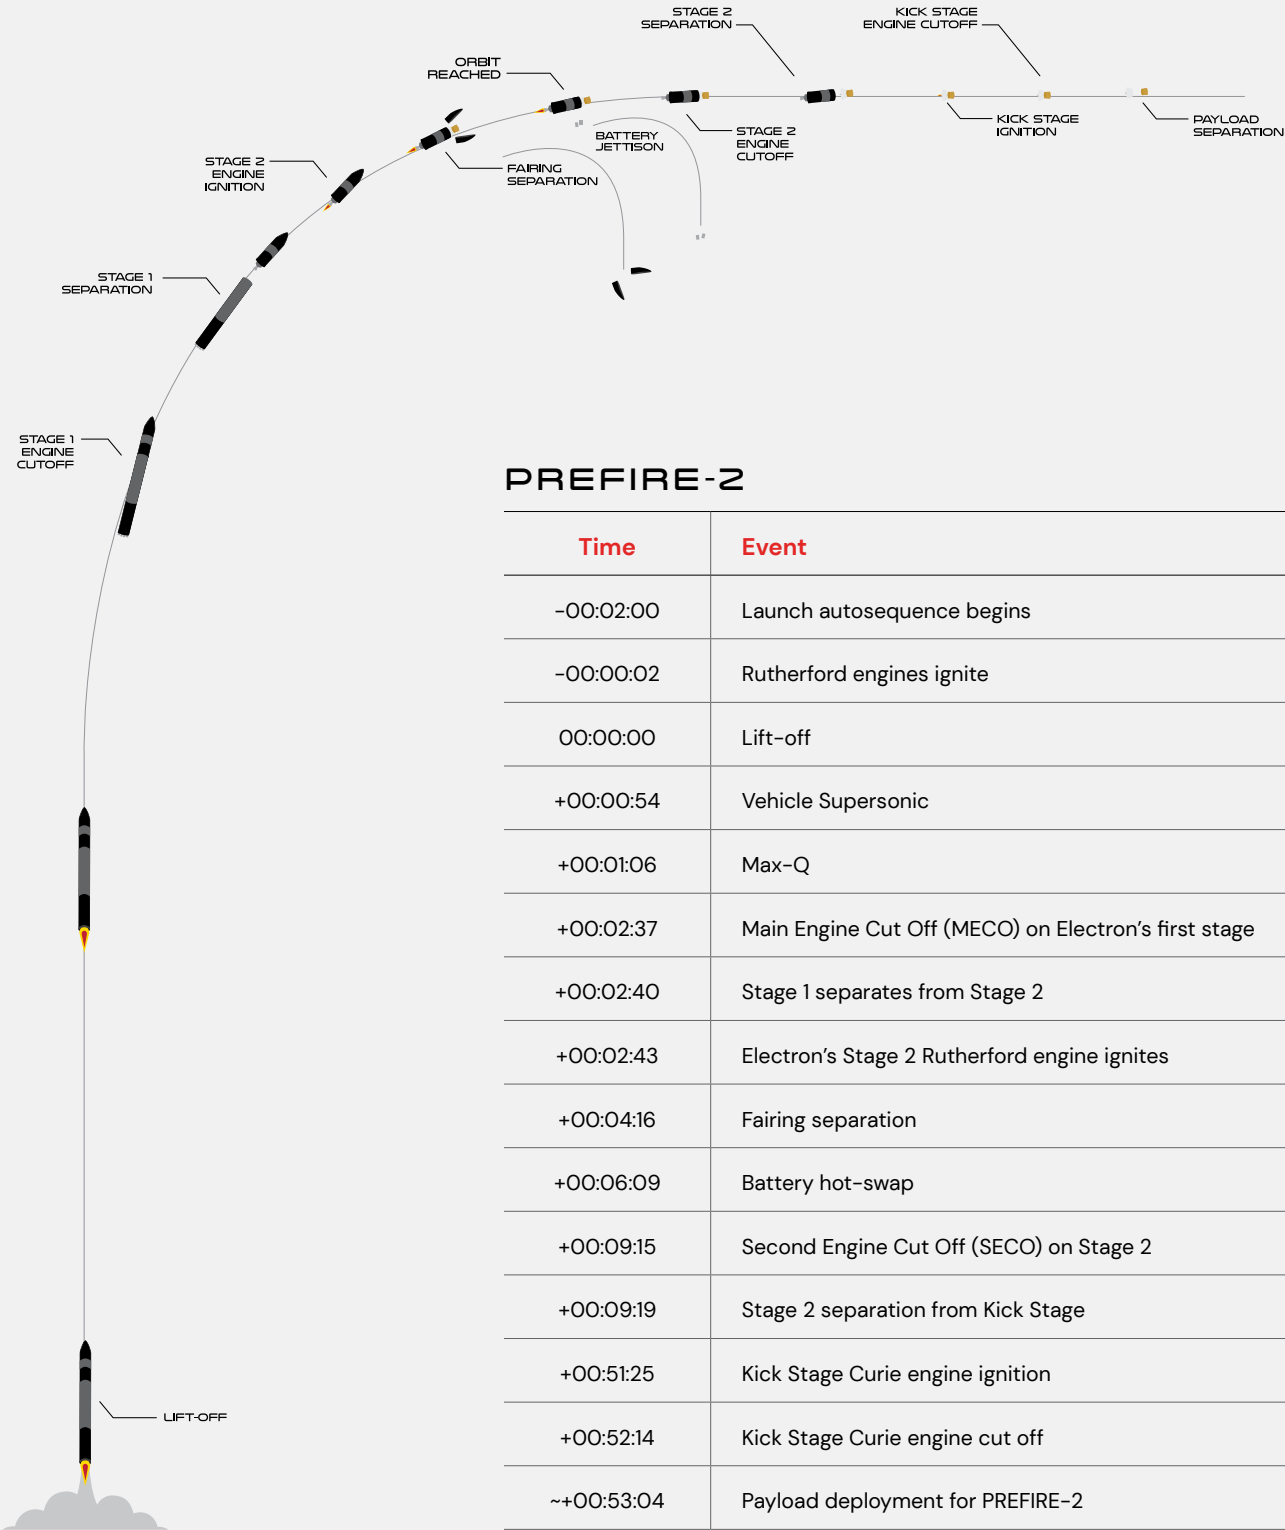 STAGE 2
SEPARATION
KICK STAGE
ENGINE CUTOFF
ORBIT
REACHED
BATTERY
JETTISON
STAGE 2
ENGINE
CUTOFF
KICK STAGE
IGNITION
PAYLOAD
SEPARATION
STAGE 2
ENGINE
IGNITION
FAIRING
SEPARATION
STAGE 1
SEPARATION
STAGE 1
ENGINE
CUTOFF
LIFT-OFF
PREFIRE-2
Time Event
-00:02:00 Launch autosequence begins
-00:00:02 Rutherford engines ignite
00:00:00 Lift-off
+00:00:54 Vehicle Supersonic
+00:01:06 Max-Q
+00:02:37 Main Engine Cut Off (MECO) on Electron’s first stage
+00:02:40 Stage 1 separates from Stage 2
+00:02:43 Electron’s Stage 2 Rutherford engine ignites
+00:04:16 Fairing separation
+00:06:09 Battery hot-swap
+00:09:15 Second Engine Cut Off (SECO) on Stage 2
+00:09:19 Stage 2 separation from Kick Stage
+00:51:25 Kick Stage Curie engine ignition
+00:52:14 Kick Stage Curie engine cut off
~+00:53:04 Payload deployment for PREFIRE-2